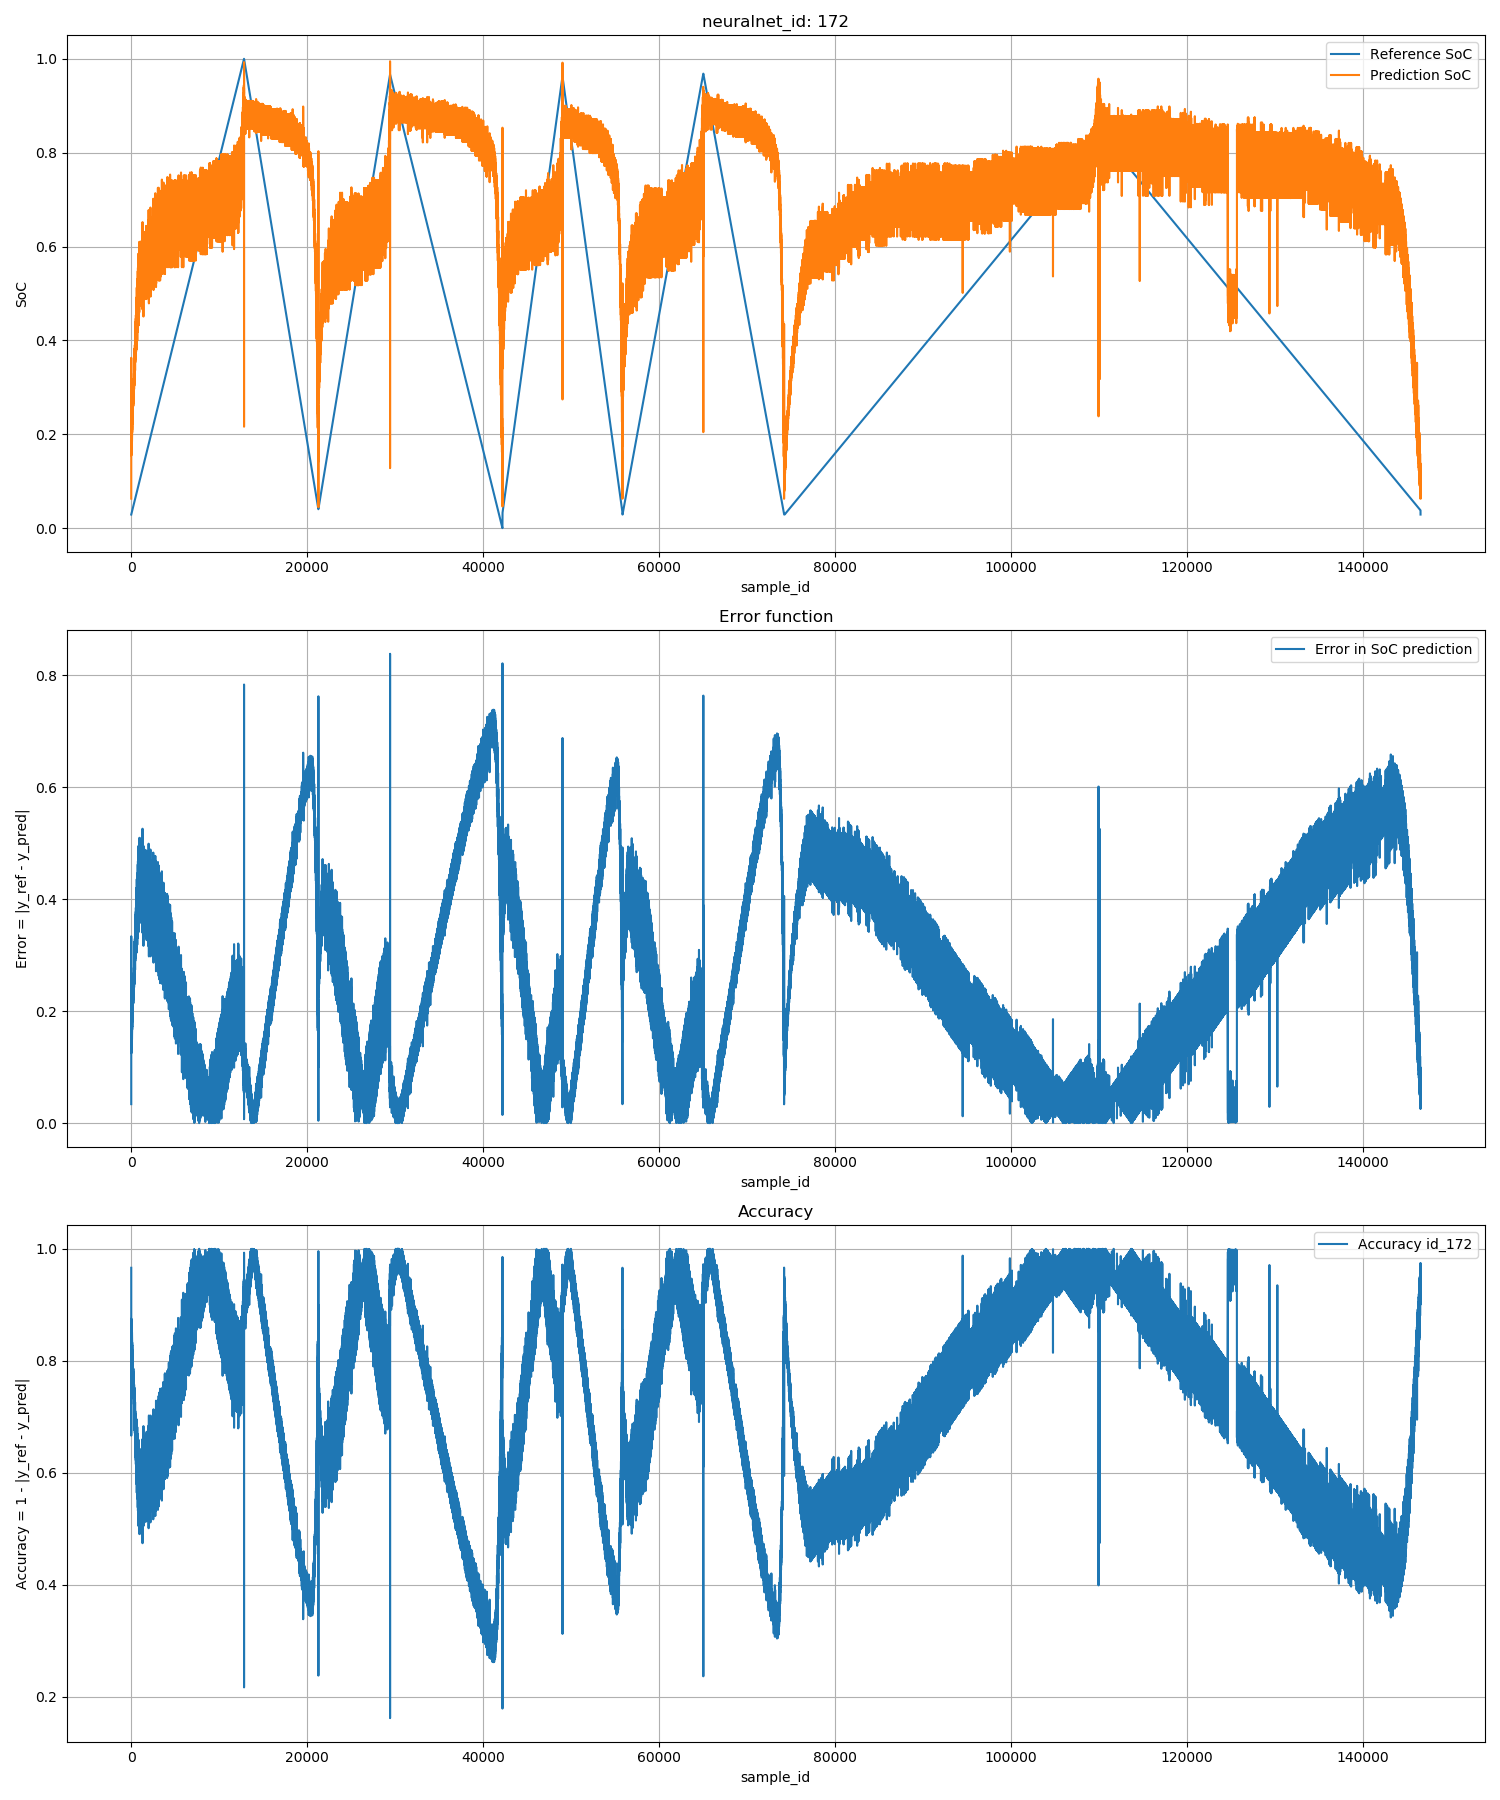 neuralnet_id: 172
1.0
0.8
0.6
0.4
0.2
0.0
SoC
Reference SoC
Prediction SoC
0 20000 40000 60000 80000 100000 120000 140000
sample_id
Error function
0.8
0.6
0.4
0.2
0.0
Error = |y_ref - y_pred|
Error in SoC prediction
0 20000 40000 60000 80000 100000 120000 140000
sample_id
Accuracy
1.0
0.8
0.6
0.4
0.2
Accuracy = 1 - |y_ref - y_pred|
Accuracy id_172
0 20000 40000 60000 80000 100000 120000 140000
sample_id